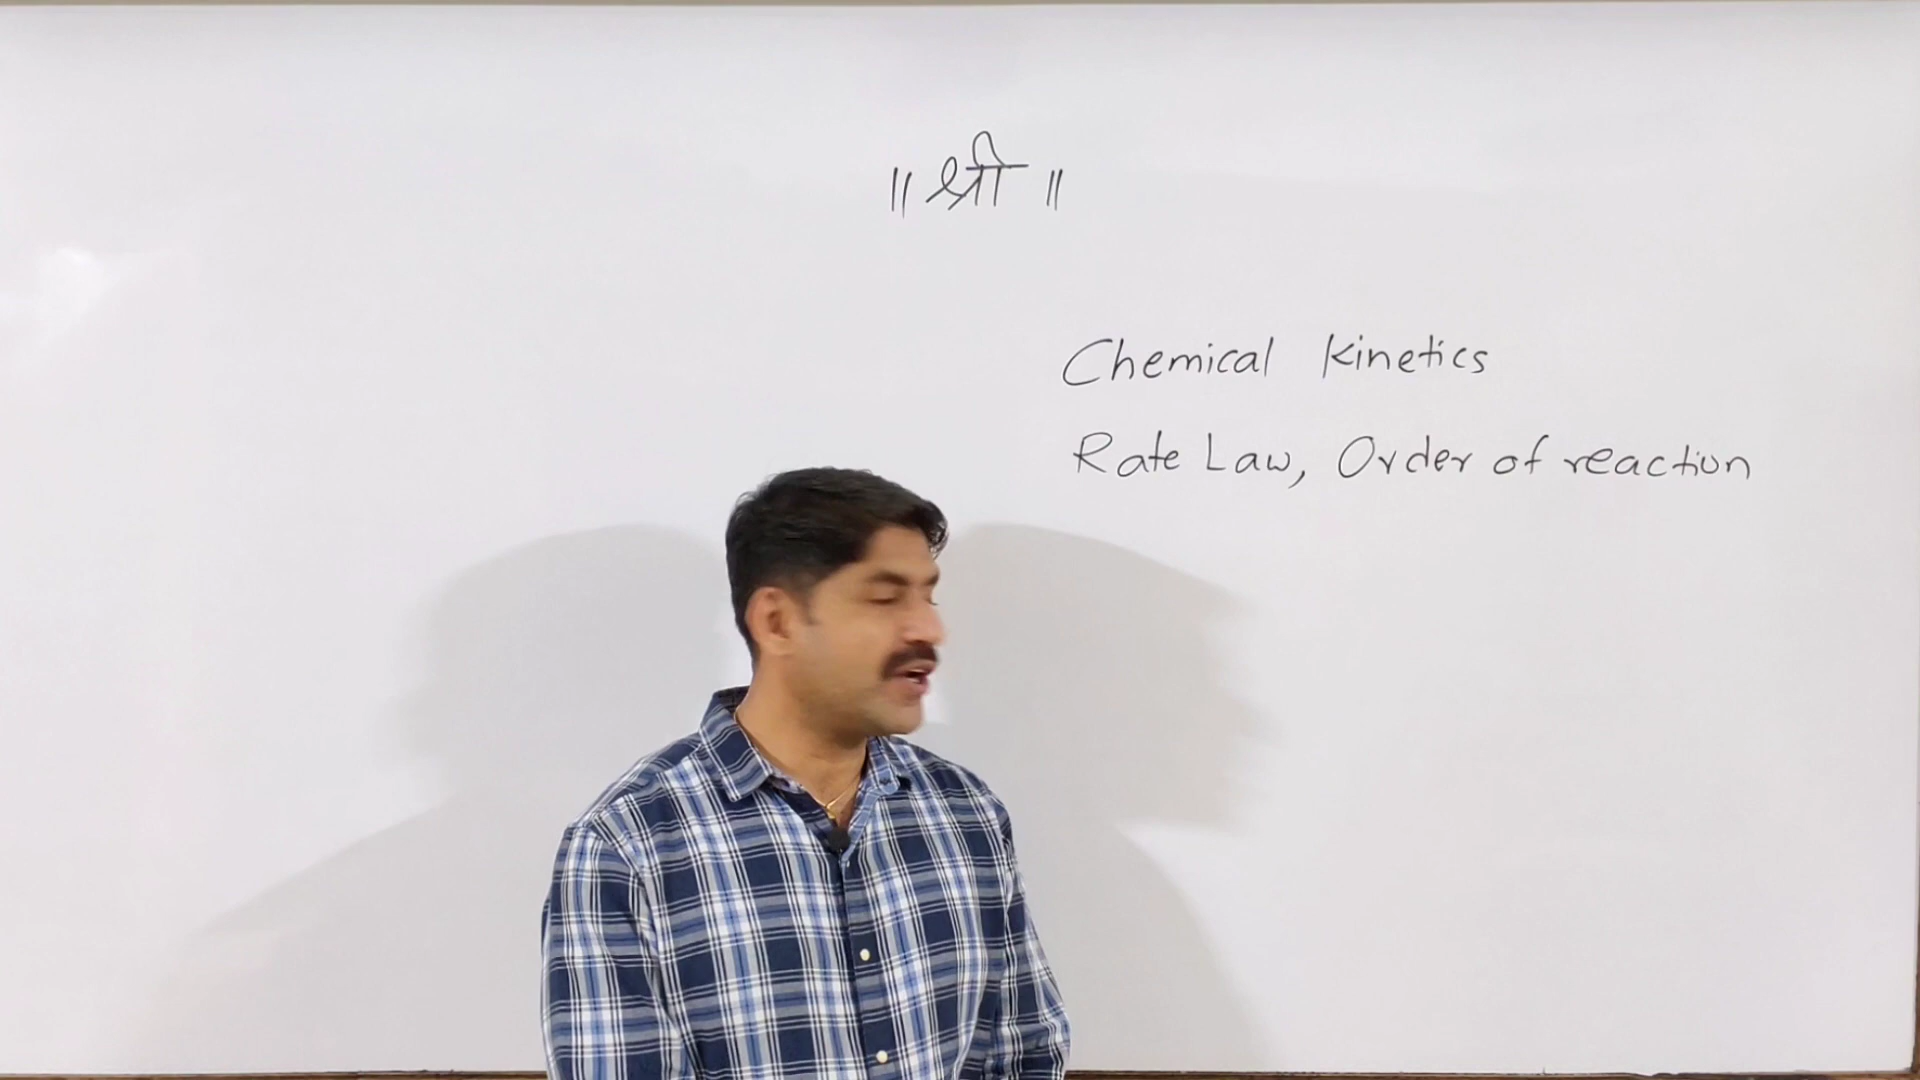 ॥ श्री ॥
Chemical Kinetics
Rate Law, Order of reaction